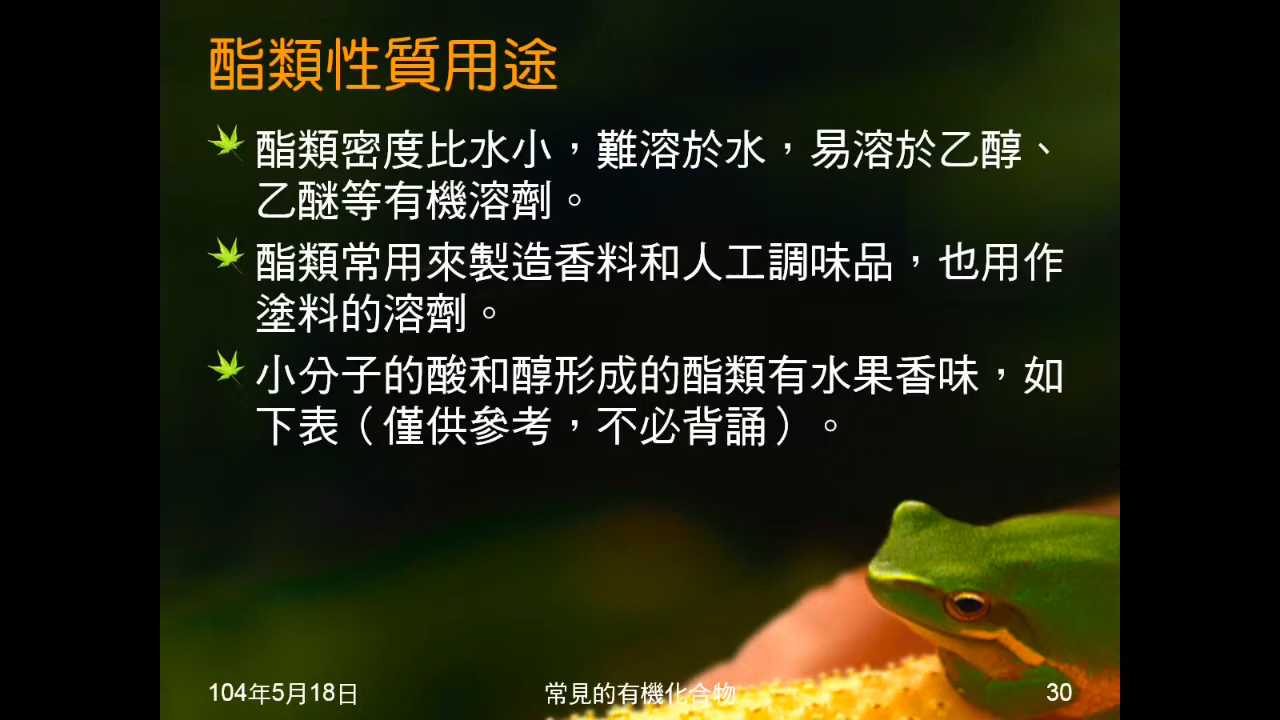 酯類性質用途
酯類密度比水小，難溶於水，易溶於乙醇、
乙醚等有機溶劑。
酯類常用來製造香料和人工調味品，也用作
塗料的溶劑。
小分子的酸和醇形成的酯類有水果香味，如
下表（僅供參考，不必背誦）。
104年5月18日
常見的有機化合物
30